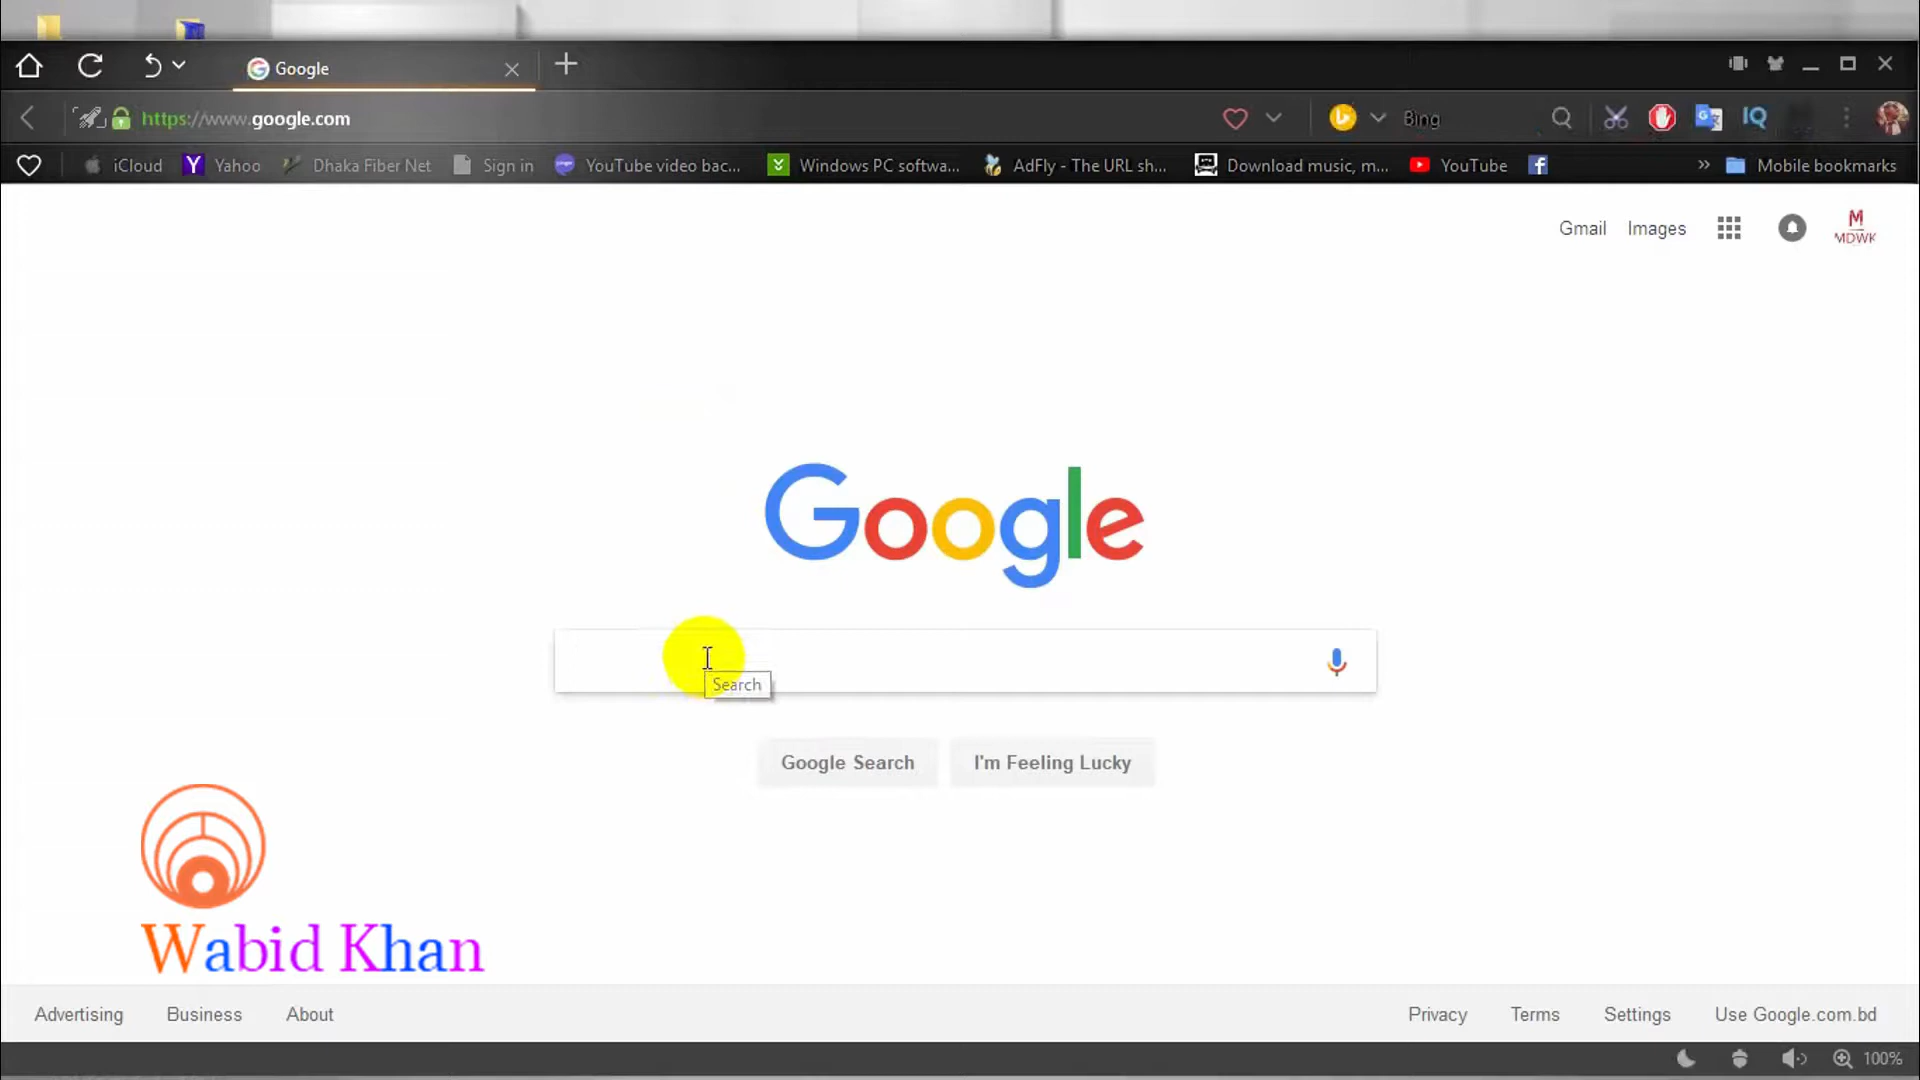 Google
https://www.google.com
Bing
iCloud
Yahoo
Dhaka Fiber Net
Sign in
YouTube video bac...
Windows PC softwa...
AdFly - The URL sh...
Download music, m...
YouTube
Mobile bookmarks
Gmail
Images
M
MDWK
Google
Search
Google Search
I'm Feeling Lucky
Wabid Khan
Advertising
Business
About
Privacy
Terms
Settings
Use Google.com.bd
100%